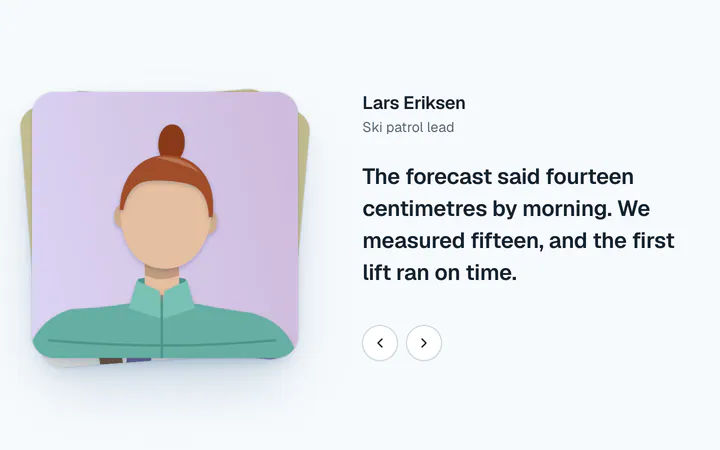 Lars Eriksen
Ski patrol lead
The forecast said fourteen
centimetres by morning. We
measured fifteen, and the first
lift ran on time.